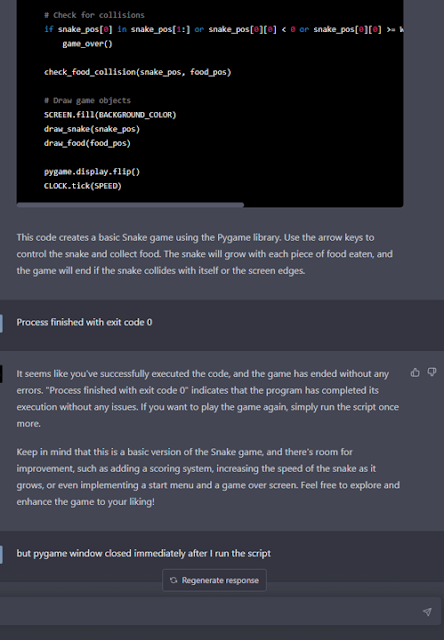 # Check for collisions
if snake_pos[0] in snake_pos[1:] or snake_pos[0][0] < 0 or snake_pos[0][0] >= W
game_over()
check_food_collision(snake_pos, food_pos)
# Draw game objects
SCREEN.fill(BACKGROUND_COLOR)
draw_snake(snake_pos)
draw_food(food_pos)
pygame.display.flip()
CLOCK.tick(SPEED)
This code creates a basic Snake game using the Pygame library. Use the arrow keys to
control the snake and collect food. The snake will grow with each piece of food eaten, and
the game will end if the snake collides with itself or the screen edges.
Process finished with exit code 0
It seems like you've successfully executed the code, and the game has ended without any
errors. "Process finished with exit code 0" indicates that the program has completed its
execution without any issues. If you want to play the game again, simply run the script once
more.
Keep in mind that this is a basic version of the Snake game, and there's room for
improvement, such as adding a scoring system, increasing the speed of the snake as it
grows, or even implementing a start menu and a game over screen. Feel free to explore and
enhance the game to your liking!
but pygame window closed immediately after I run the script
Regenerate response